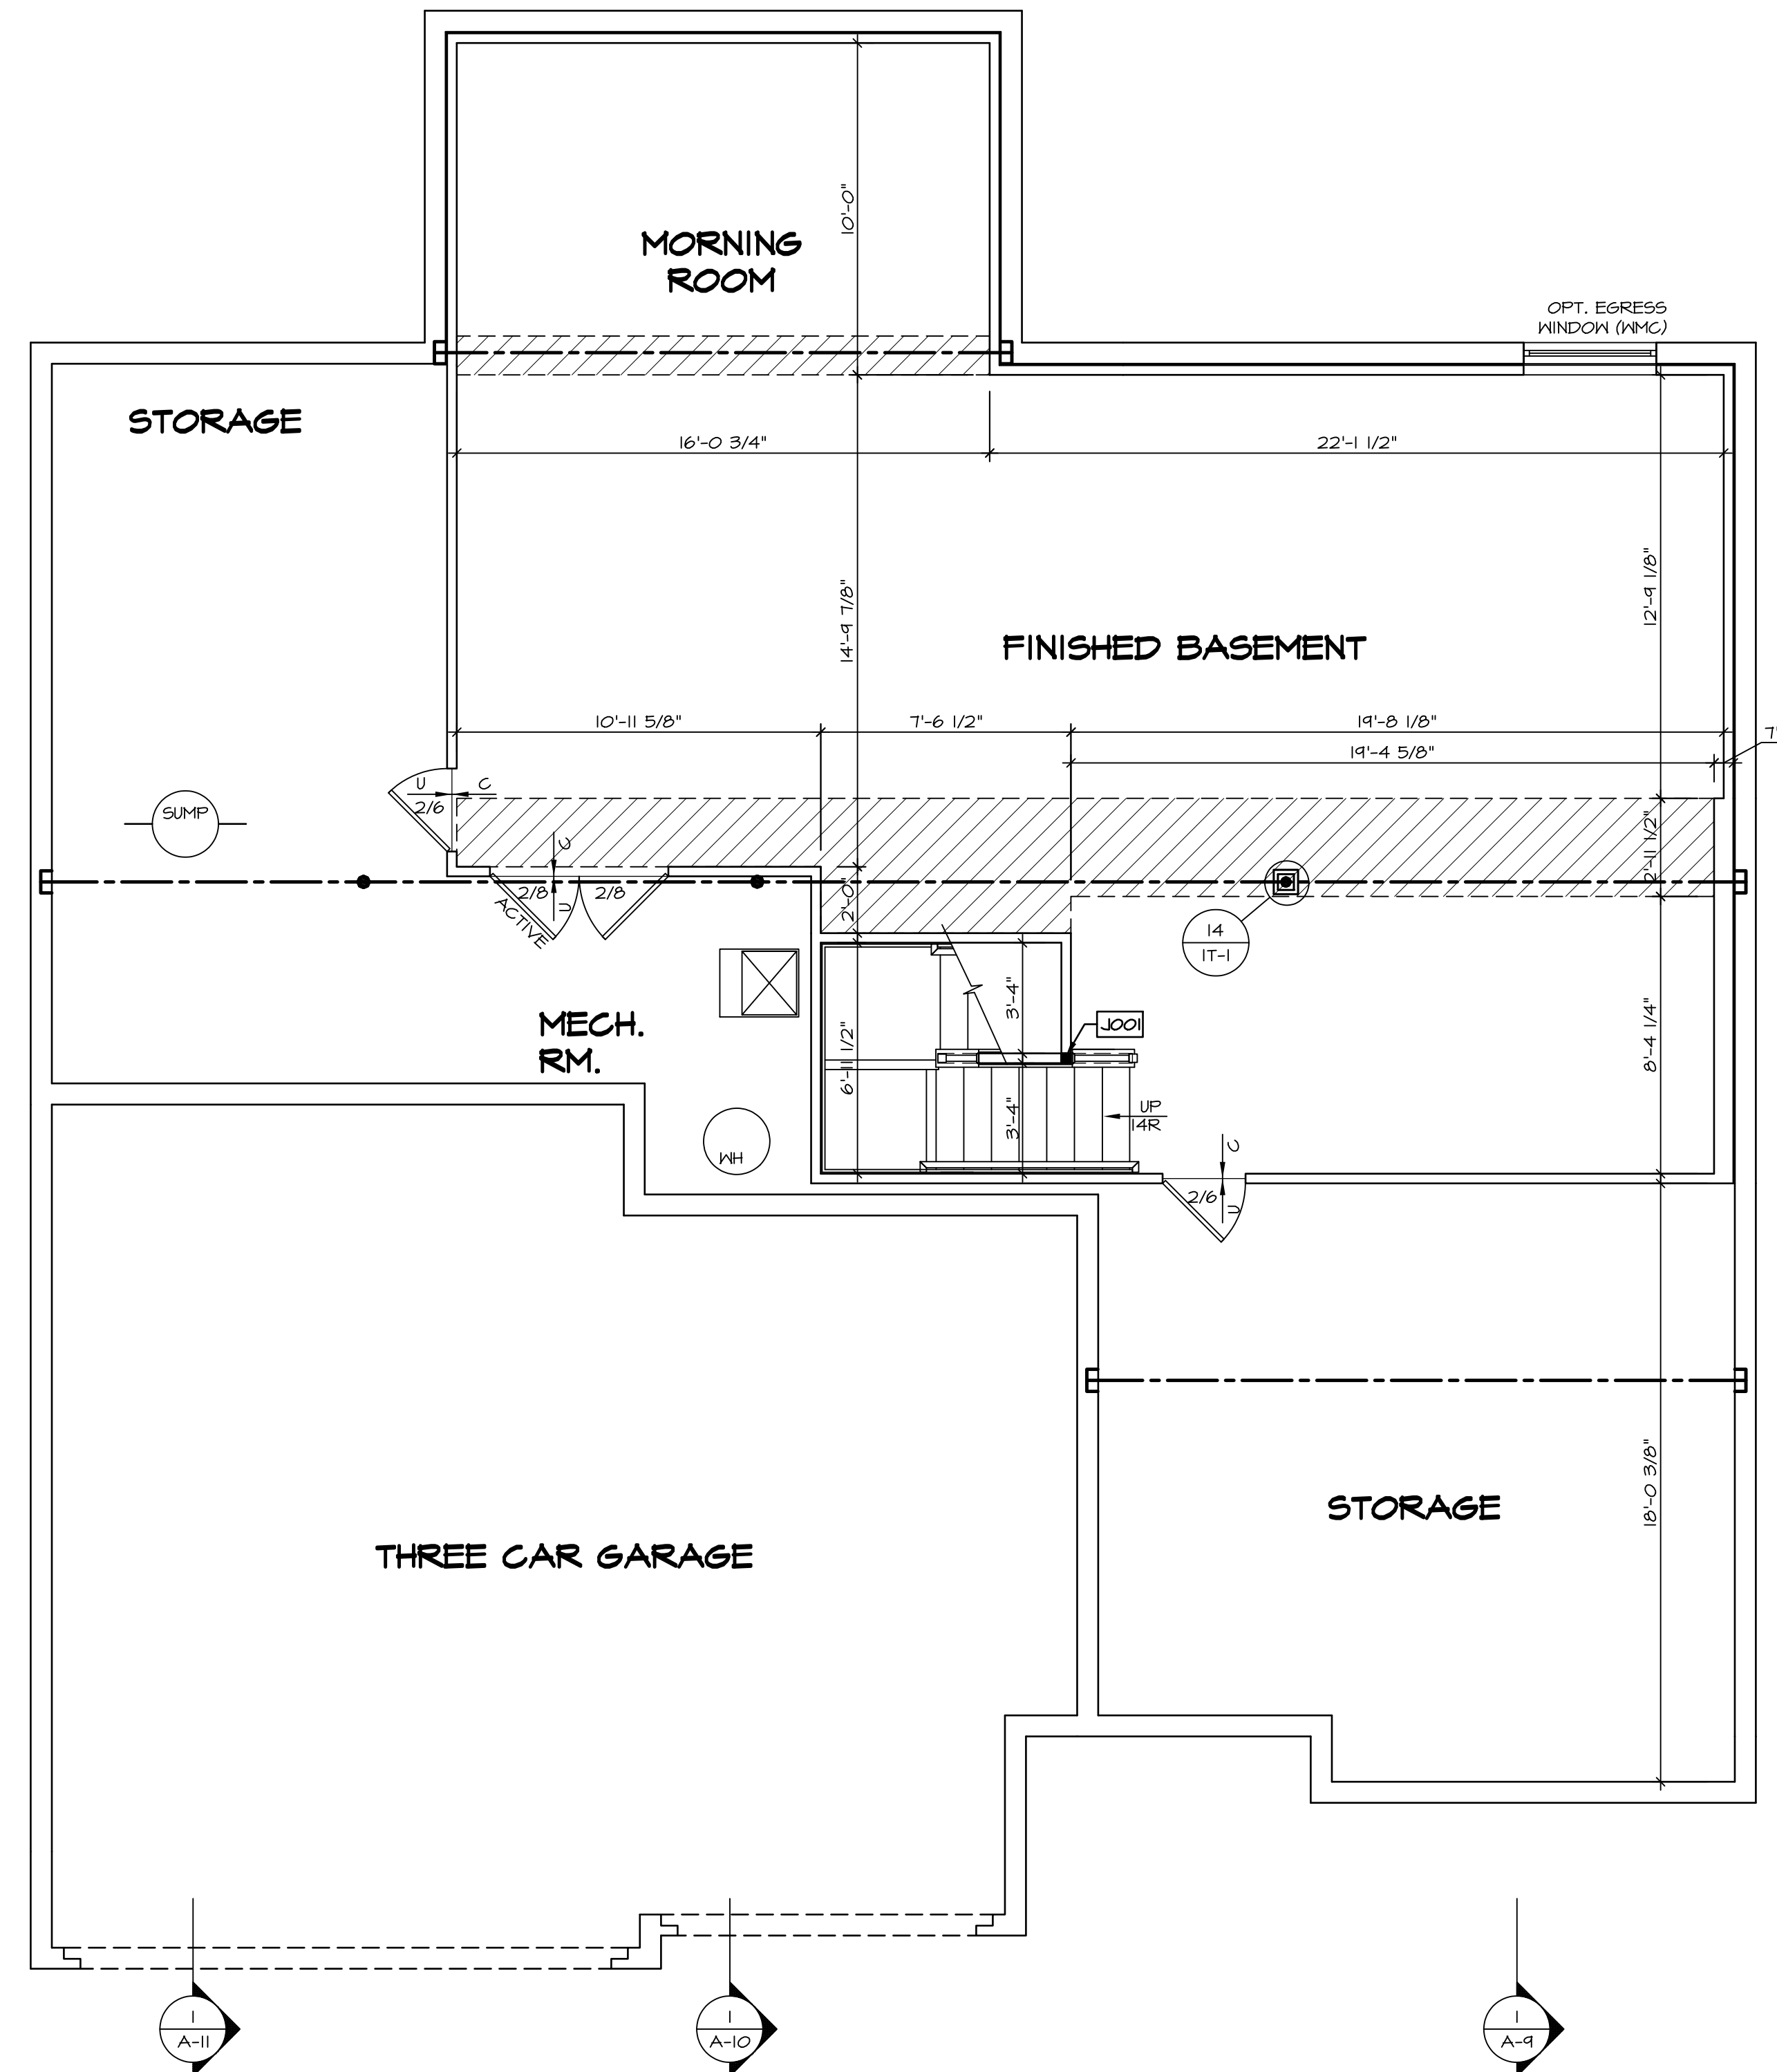 10'-0"
MORNING
ROOM
OPT. EGRESS
WINDOW (WMC)
STORAGE
16'-0 3/4"
22'-1 1/2"
14'-9 7/8"
12'-9 1/8"
FINISHED BASEMENT
10'-11 5/8"
7'-6 1/2"
19'-8 1/8"
19'-4 5/8"
U
C
2/6
SUMP
C
2/8
2/8
U
ACTIVE
2'-0"
2'-11 1/2"
14
1T-1
3'-4"
J001
MECH.
RM.
6'-11 1/2"
8'-4 1/4"
3'-4"
UP
14R
WH
C
2/6
U
18'-0 3/8"
STORAGE
THREE CAR GARAGE
1
A-11
1
A-10
1
A-9